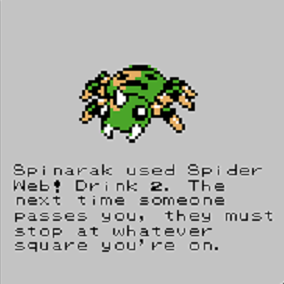 Spinarak used Spider
Web! Drink 2. The
next time someone
passes you, they must
stop at whatever
square you're on.